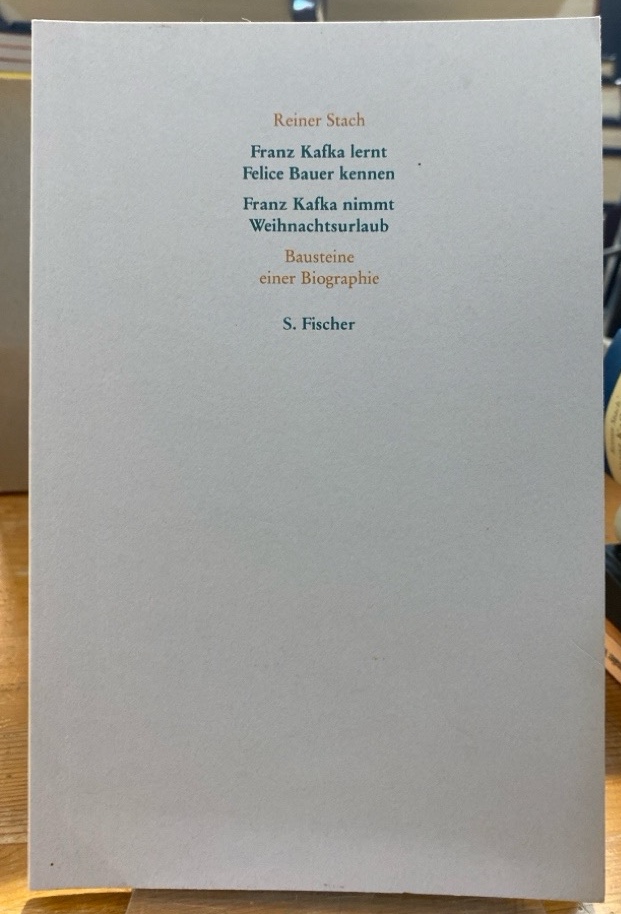 Reiner Stach
Franz Kafka lernt
Felice Bauer kennen
Franz Kafka nimmt
Weihnachtsurlaub
Bausteine
einer Biographie
S. Fischer